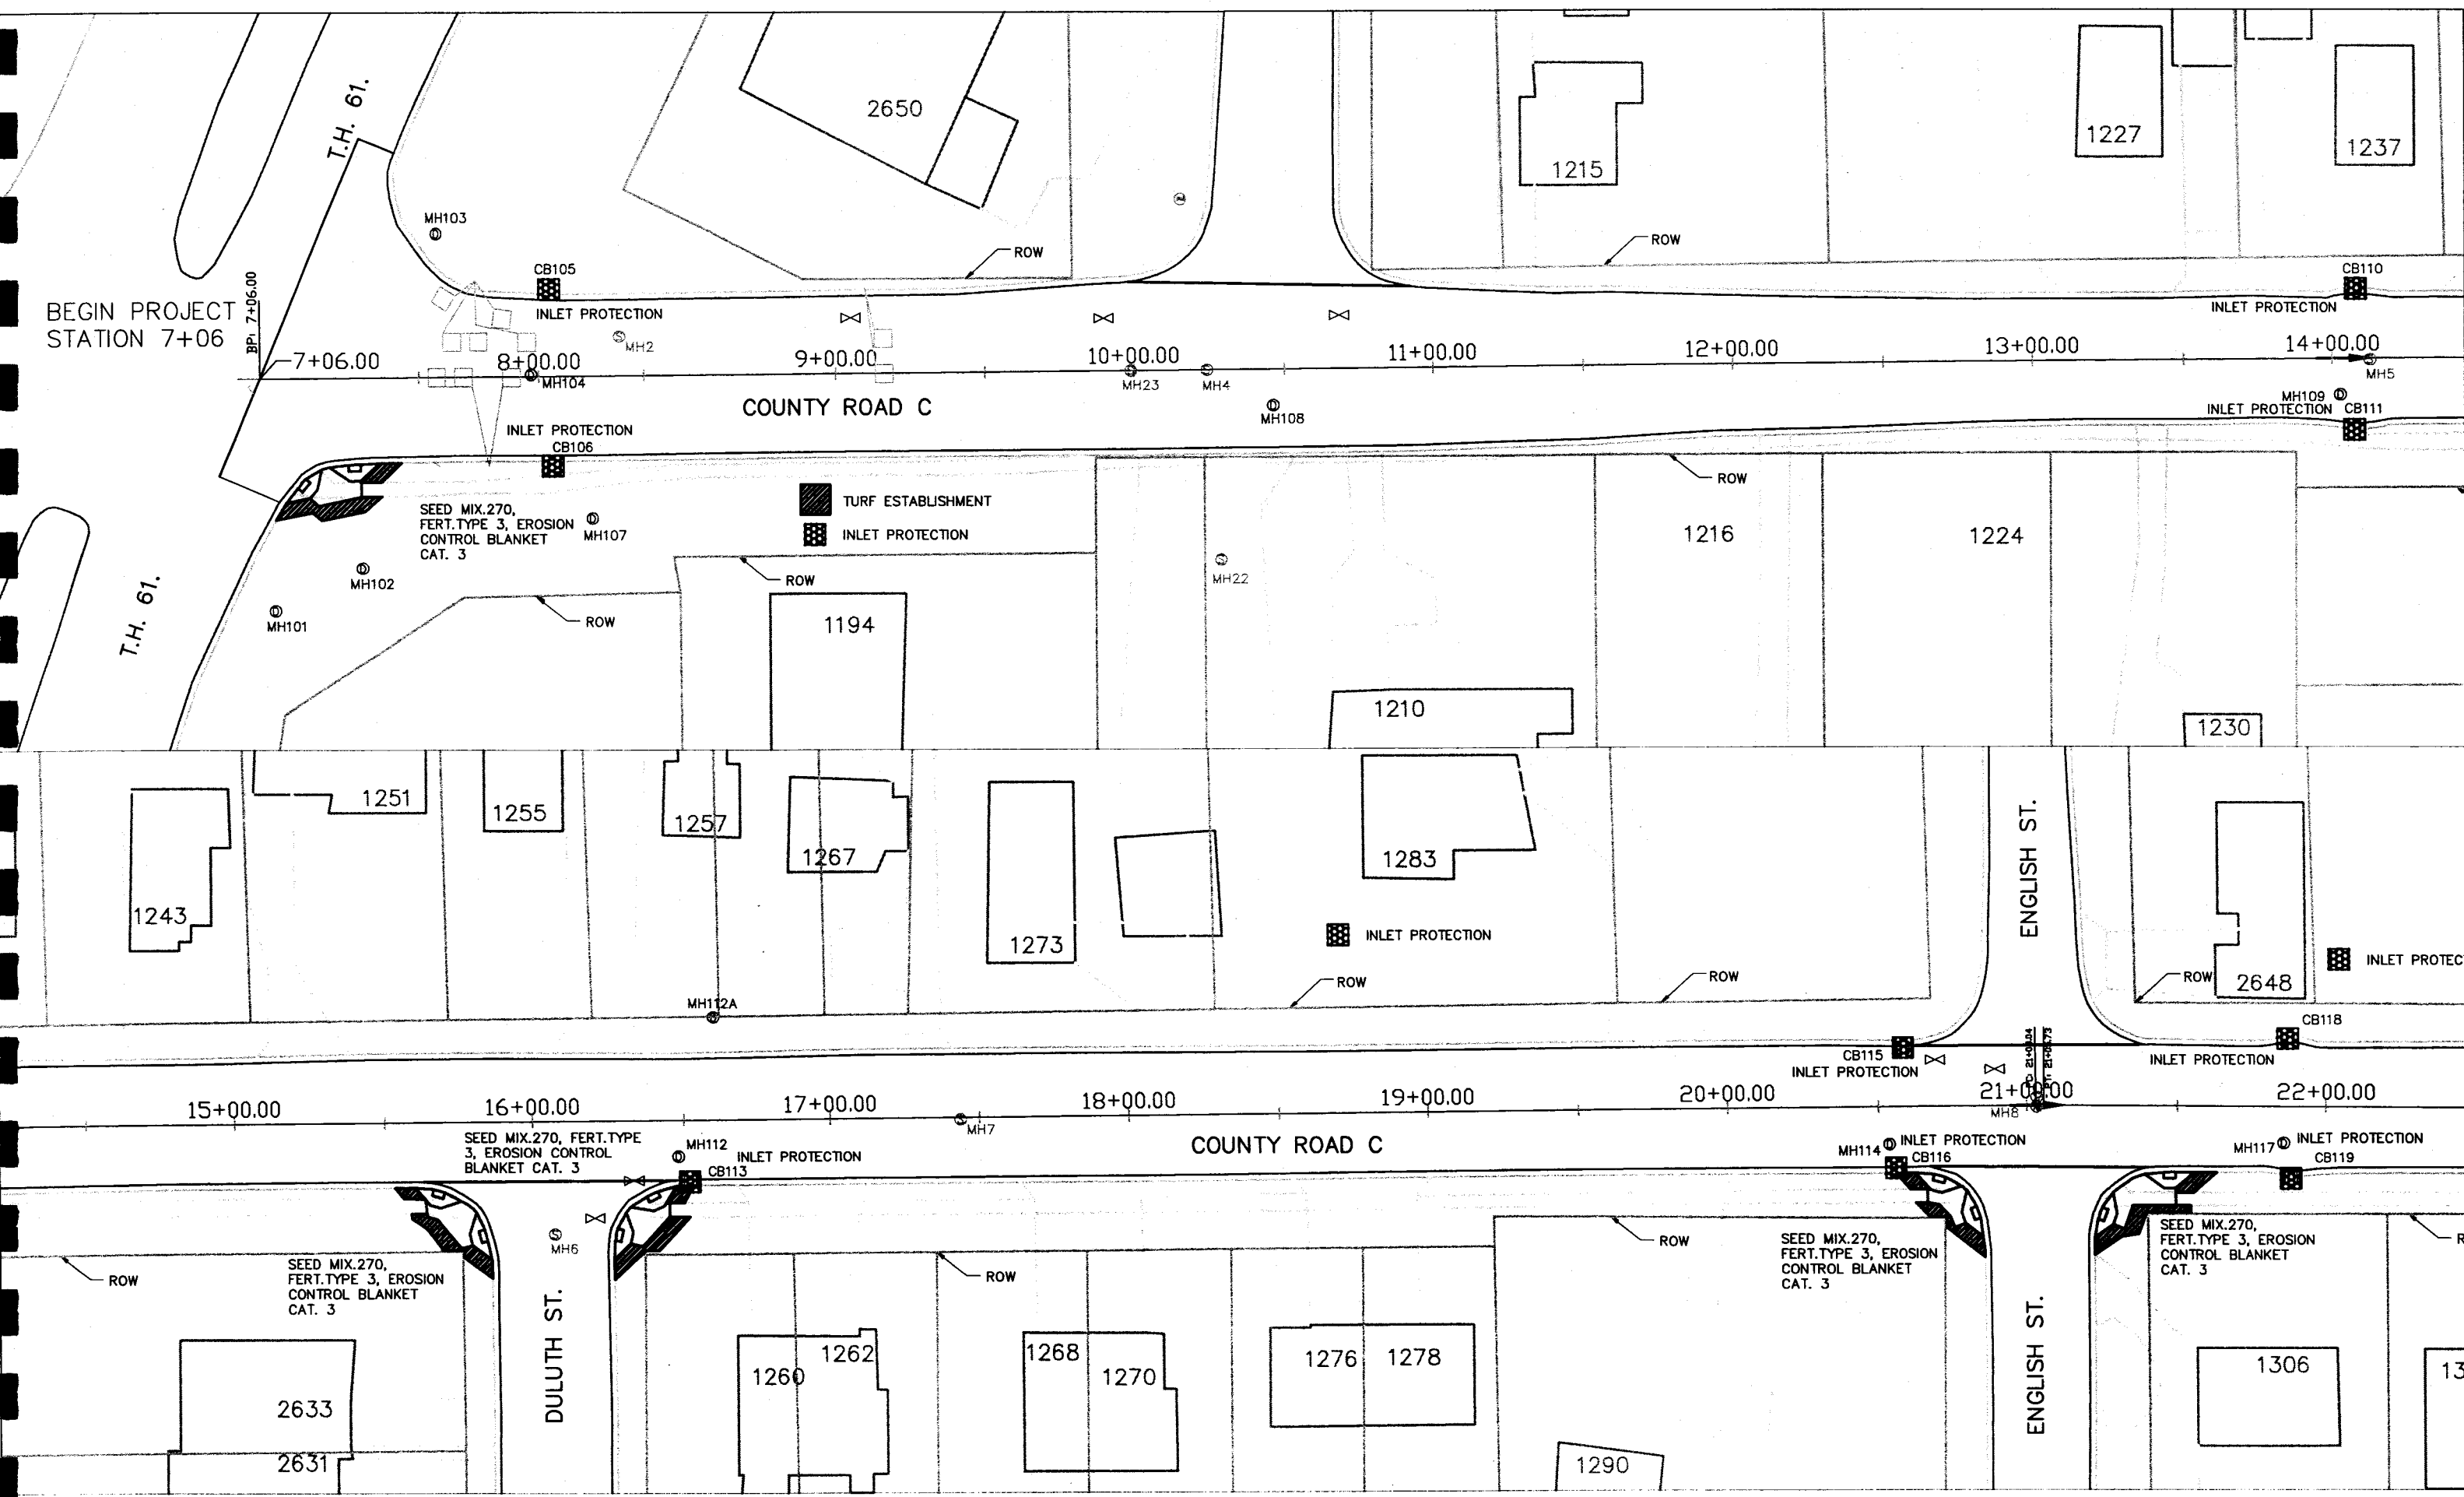 T.H. 61.
2650
1215
1227
1237
MH103
ROW
ROW
CB105
CB110
BEGIN PROJECT
STATION 7+06
BP: 7+06.00
INLET PROTECTION
INLET PROTECTION
MH2
7+06.00
8+00.00
9+00.00
10+00.00
11+00.00
12+00.00
13+00.00
14+00.00
MH104
MH23
MH4
MH5
COUNTY ROAD C
MH108
MH109
INLET PROTECTION
CB111
INLET PROTECTION
CB106
ROW
SEED MIX.270,
FERT.TYPE 3, EROSION
CONTROL BLANKET
CAT. 3
MH107
TURF ESTABLISHMENT
INLET PROTECTION
1216
1224
MH102
ROW
MH22
MH101
ROW
T.H. 61.
1194
1210
1230
1251
1255
1257
1267
1283
1243
1273
INLET PROTECTION
ENGLISH ST.
INLET PROTEC
ROW
ROW
ROW
2648
MH112A
CB118
CB115
INLET PROTECTION
INLET PROTECTION
15+00.00
16+00.00
17+00.00
18+00.00
19+00.00
20+00.00
21+00.00
22+00.00
MH8
MH7
SEED MIX.270, FERT.TYPE
3, EROSION CONTROL
BLANKET CAT. 3
MH112
INLET PROTECTION
CB113
COUNTY ROAD C
MH114
INLET PROTECTION
CB116
MH117
INLET PROTECTION
CB119
MH6
ROW
SEED MIX.270,
FERT.TYPE 3, EROSION
CONTROL BLANKET
CAT. 3
ROW
ROW
SEED MIX.270,
FERT.TYPE 3, EROSION
CONTROL BLANKET
CAT. 3
SEED MIX.270,
FERT.TYPE 3, EROSION
CONTROL BLANKET
CAT. 3
R
DULUTH ST.
ENGLISH ST.
2633
2631
1260
1262
1268
1270
1276
1278
1290
1306
13